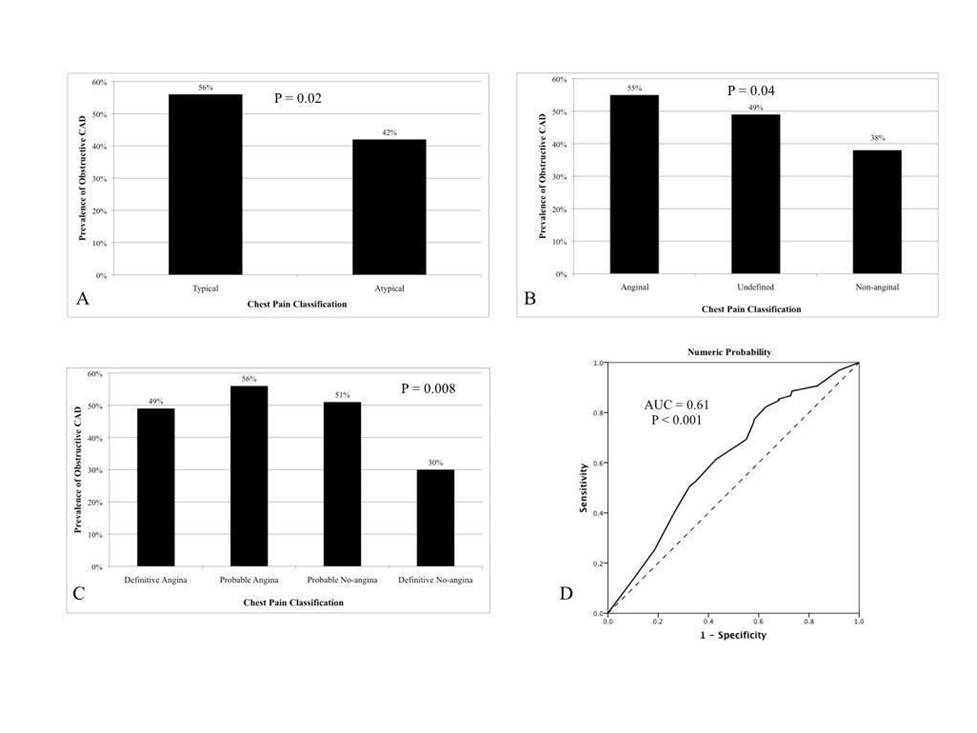 60%
50%
40%
30%
20%
10%
0%
Prevalence of Obstructive CAD
56%
P = 0.02
42%
Typical
Atypical
Chest Pain Classification
A
60%
50%
40%
30%
20%
10%
0%
Prevalence of Obstructive CAD
55%
P = 0.04
49%
38%
Anginal
Undefined
Non-anginal
Chest Pain Classification
B
60%
50%
40%
30%
20%
10%
0%
Prevalence of Obstructive CAD
49%
56%
51%
P = 0.008
30%
Definitive Angina
Probable Angina
Probable No-angina
Definitive No-angina
Chest Pain Classification
C
Numeric Probability
1.0
0.8
0.6
0.4
0.2
0.0
Sensitivity
AUC = 0.61
P < 0.001
0.0
0.2
0.4
0.6
0.8
1.0
1 - Specificity
D